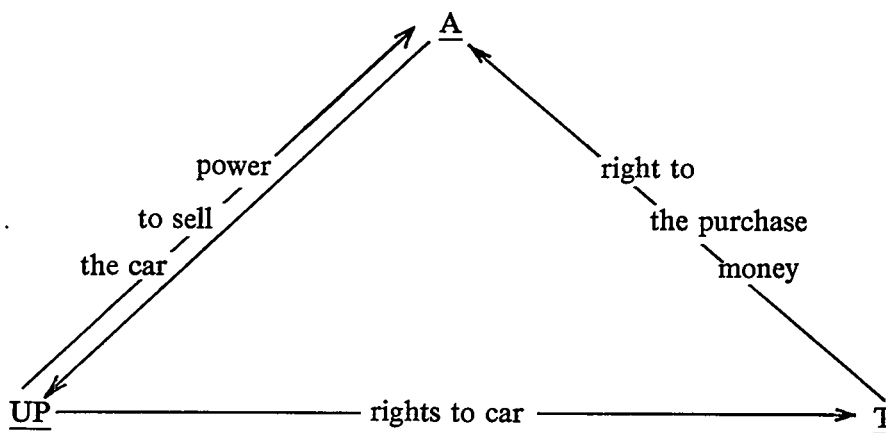 A
power
right to
to sell
the purchase
the car
money
UP
rights to car
T